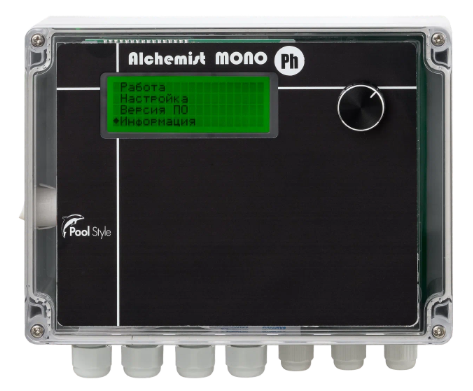 Alchemist MONO Ph
Работа
Настройка
Версия ПО
Информация
Pool Style